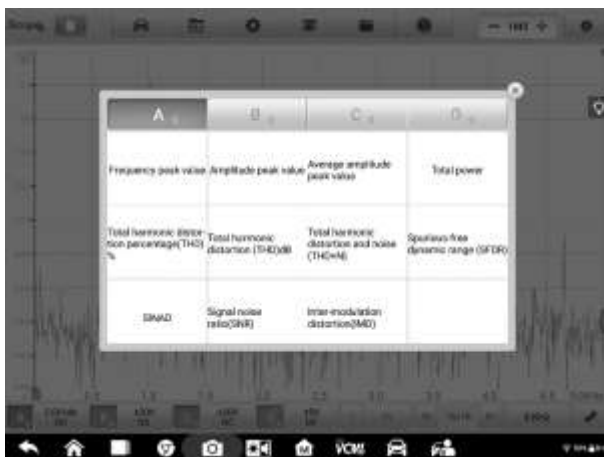 A
B
C
D
Frequency peak value
Amplitude peak value
Average amplitude
peak value
Total power
Total harmonic distor-
tion percentage(THD)
%
Total harmonic
distortion (THD)dB
Total harmonic
distortion and noise
(THD+N)
Spurious free
dynamic range (SFDR)
SINAD
Signal noise
ratio(SNR)
Inter-modulation
distortion(IMD)
VCMI